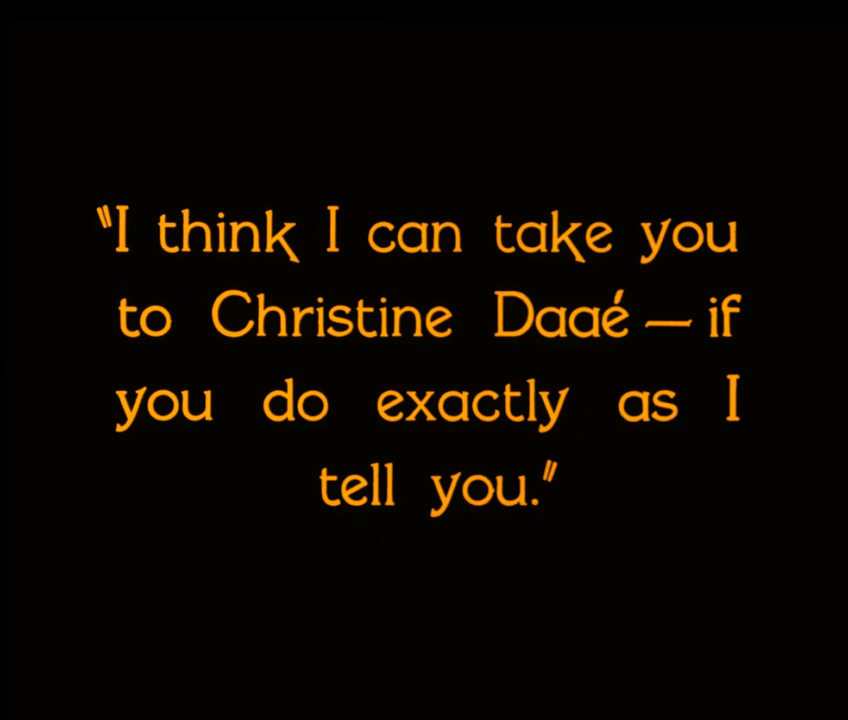 "I think I can take you
to Christine Daaé — if
you do exactly as I
tell you."